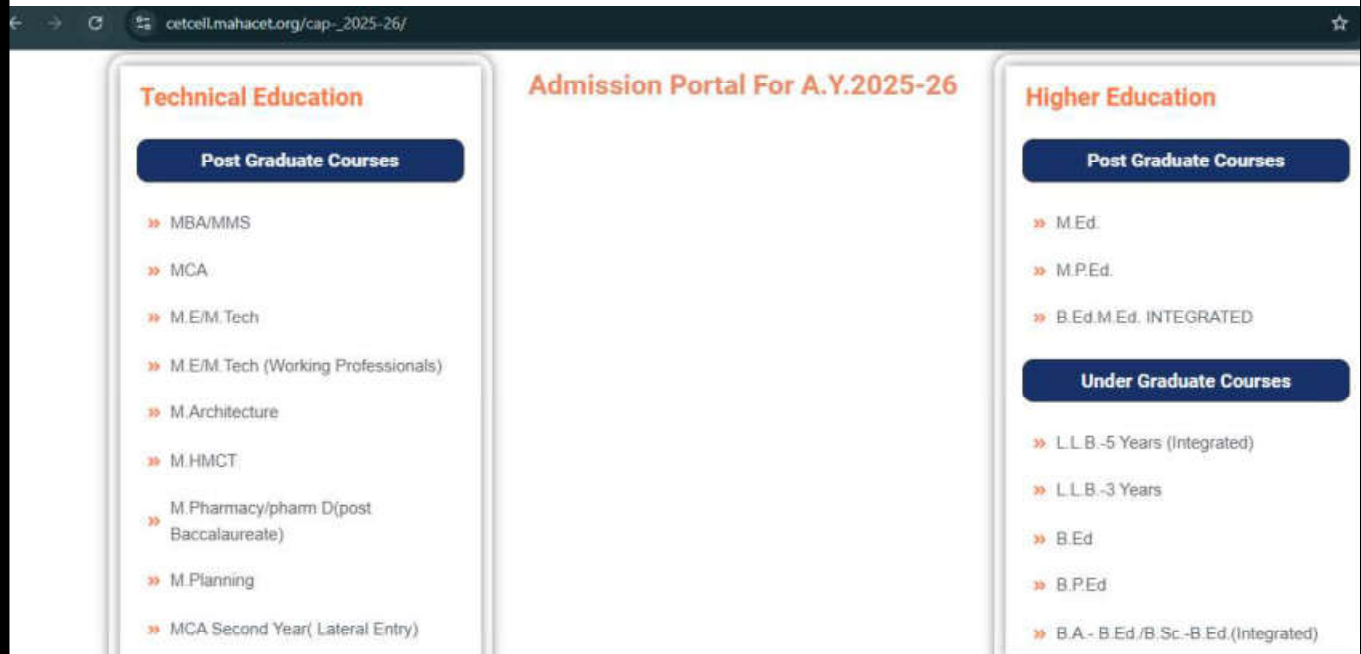 cetcell.mahacet.org/cap-_2025-26/
Technical Education
Post Graduate Courses
» MBA/MMS
» MCA
» M.E/M.Tech
» M.E/M.Tech (Working Professionals)
» M.Architecture
» M.HMCT
» M.Pharmacy/pharm D(post
Baccalaureate)
» M.Planning
» MCA Second Year( Lateral Entry)
Admission Portal For A.Y.2025-26
Higher Education
Post Graduate Courses
» M.Ed.
» M.P.Ed.
» B.Ed.M.Ed. INTEGRATED
Under Graduate Courses
» L.L.B.-5 Years (Integrated)
» L.L.B.-3 Years
» B.Ed
» B.P.Ed
» B.A.- B.Ed./B.Sc.-B.Ed.(Integrated)